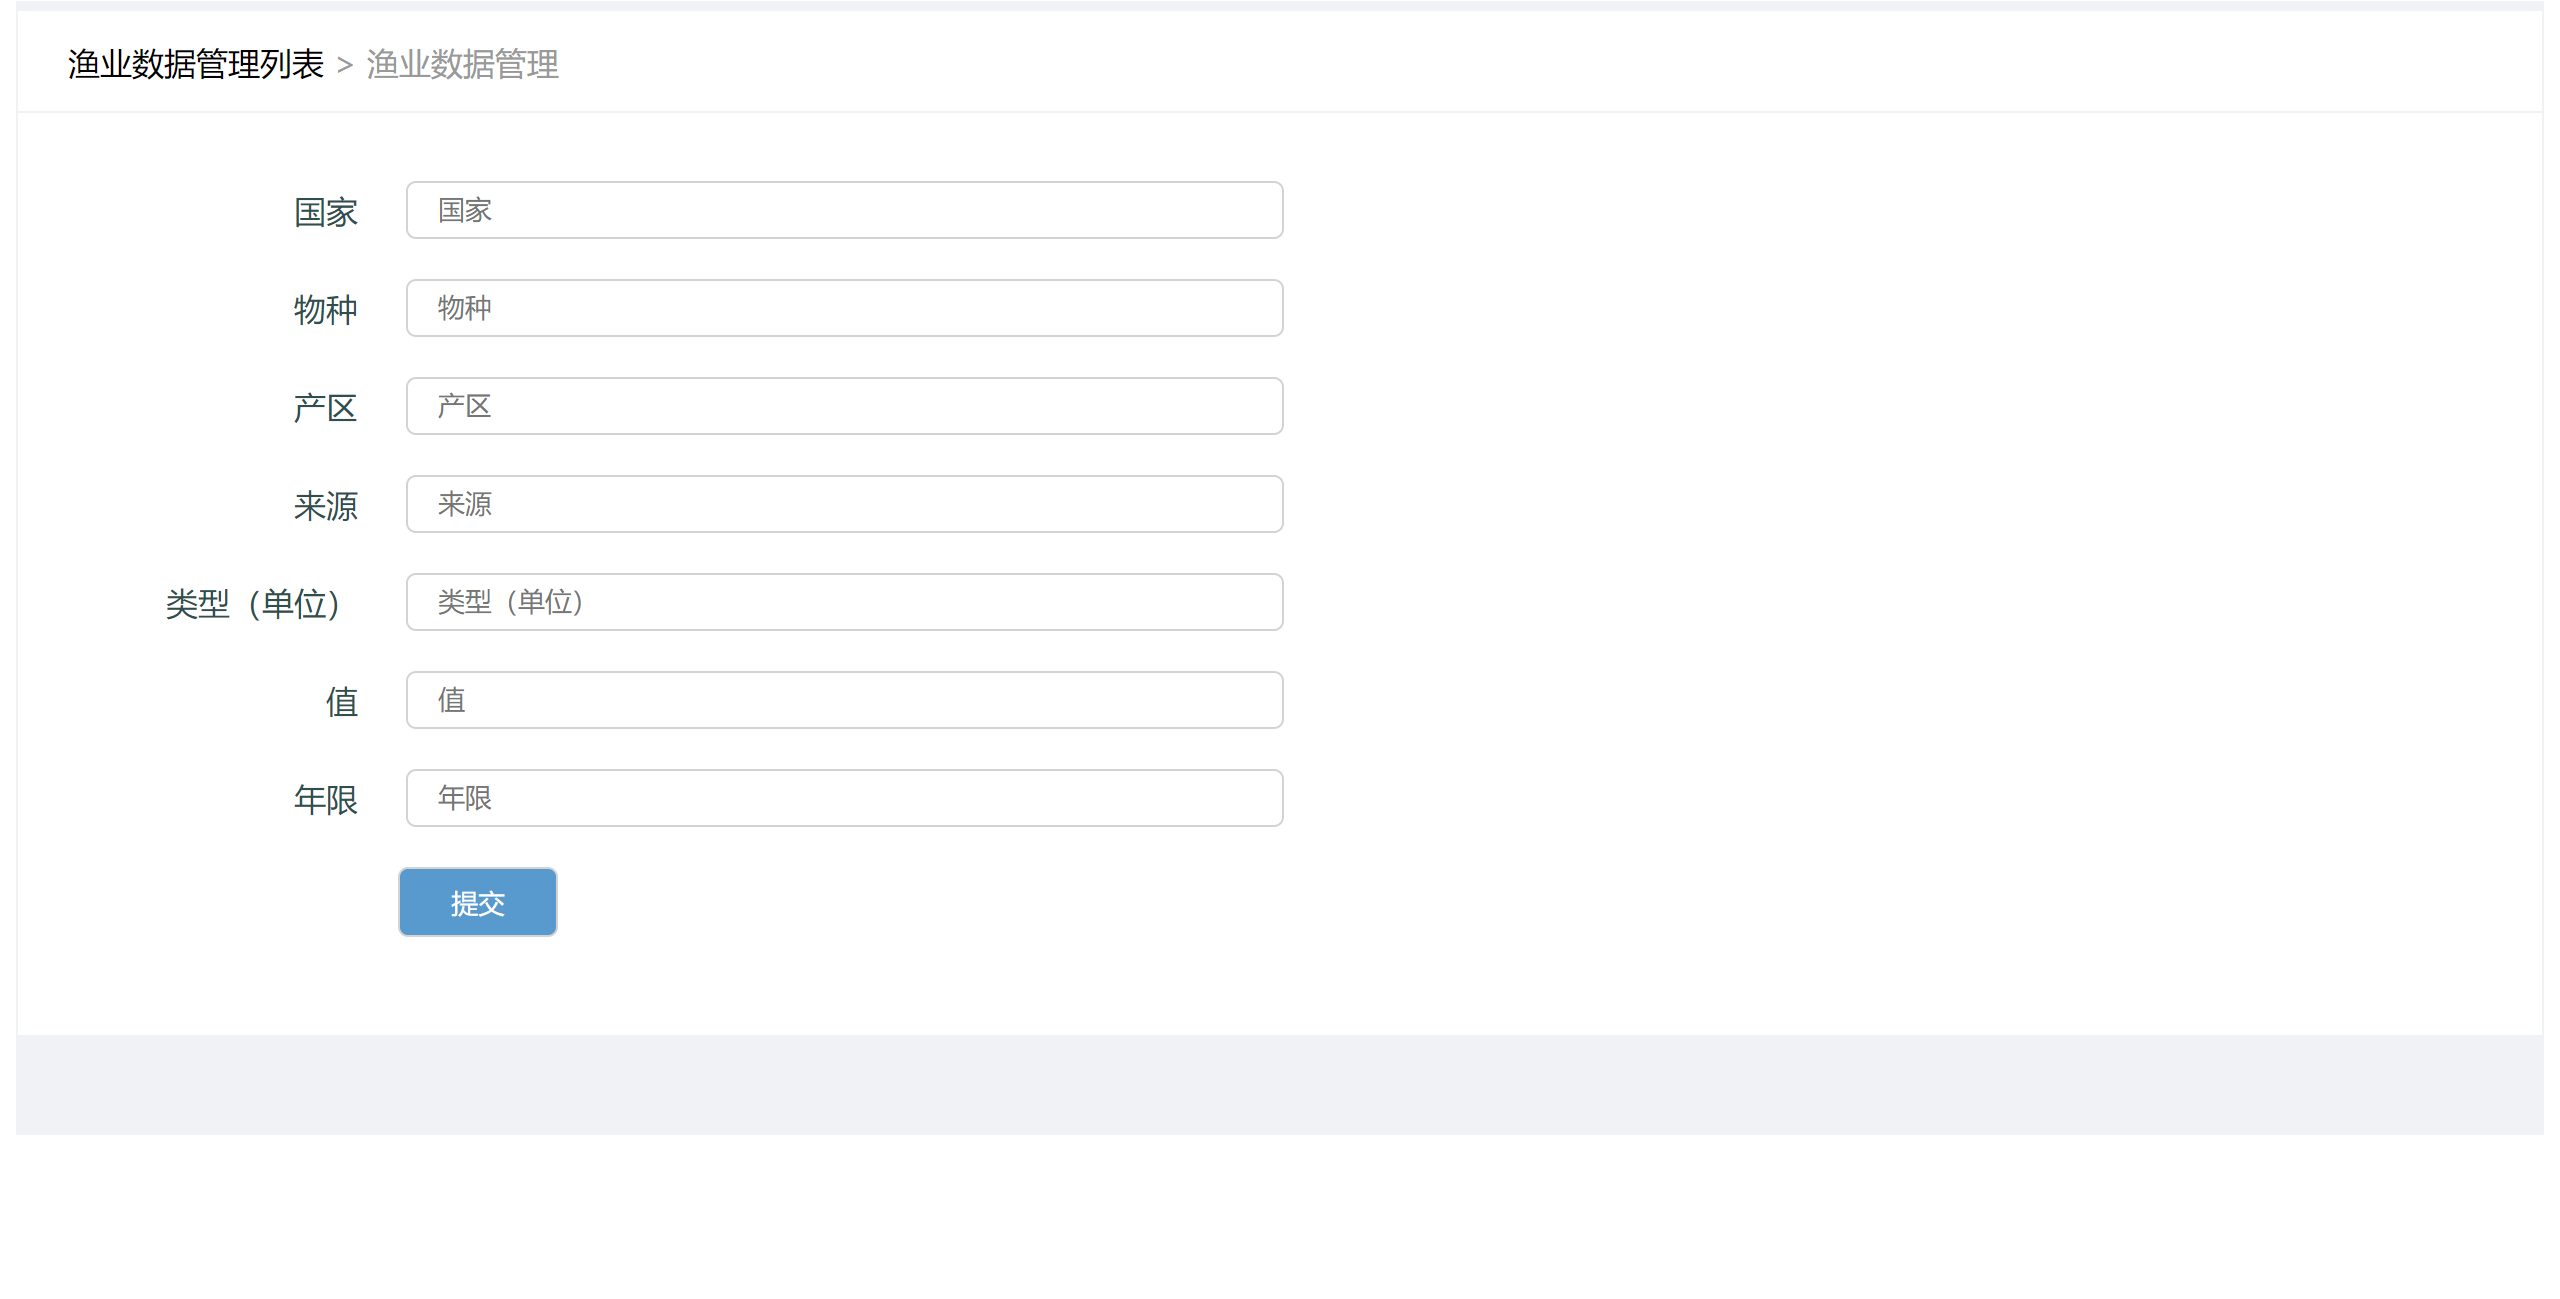 渔业数据管理列表 > 渔业数据管理
国家 国家
物种 物种
产区 产区
来源 来源
类型（单位） 类型（单位）
值 值
年限 年限
提交